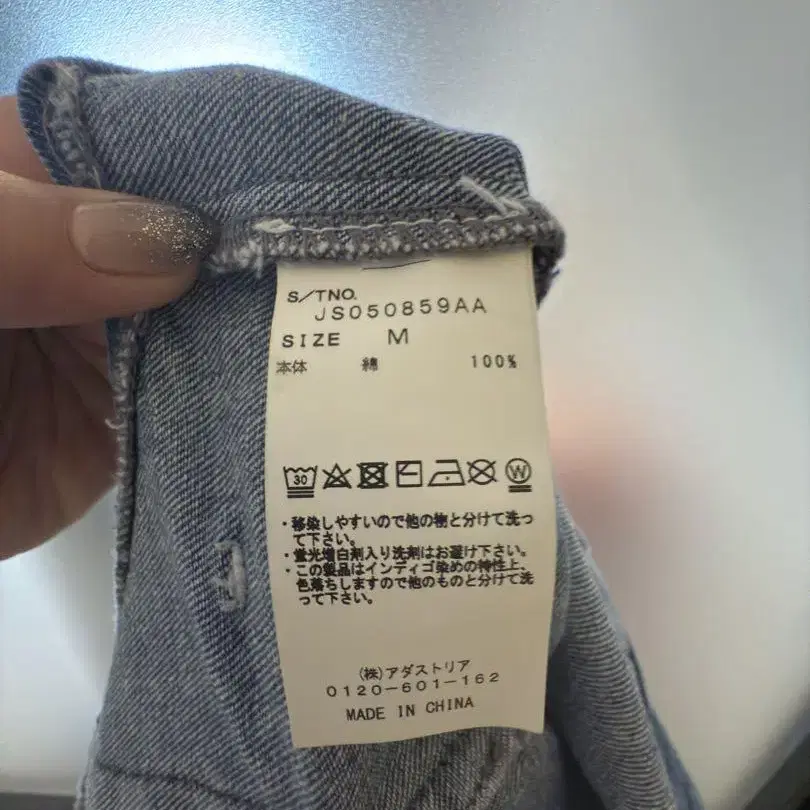 S/TNO.
JS050859AA
SIZE M
本体 綿 100%
30 W
・移染しやすいので他の物と分けて洗っ
て下さい。
・蛍光増白剤入り洗剤はお避け下さい。
・この製品はインディゴ染めの特性上、
色落ちしますので他のものと分けて洗
って下さい。
(株)アダストリア
0120-601-162
MADE IN CHINA